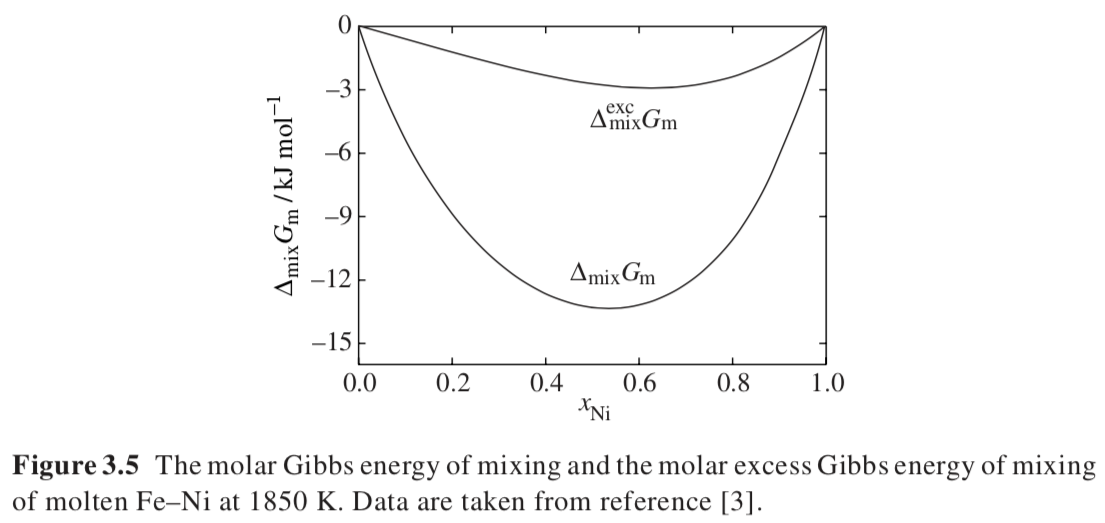 0
−3
−6
−9
−12
−15
Δ_mix G_m / kJ mol⁻¹
Δ^exc_mix G_m
Δ_mix G_m
0.0 0.2 0.4 0.6 0.8 1.0
x_Ni
Figure 3.5 The molar Gibbs energy of mixing and the molar excess Gibbs energy of mixing
of molten Fe–Ni at 1850 K. Data are taken from reference [3].